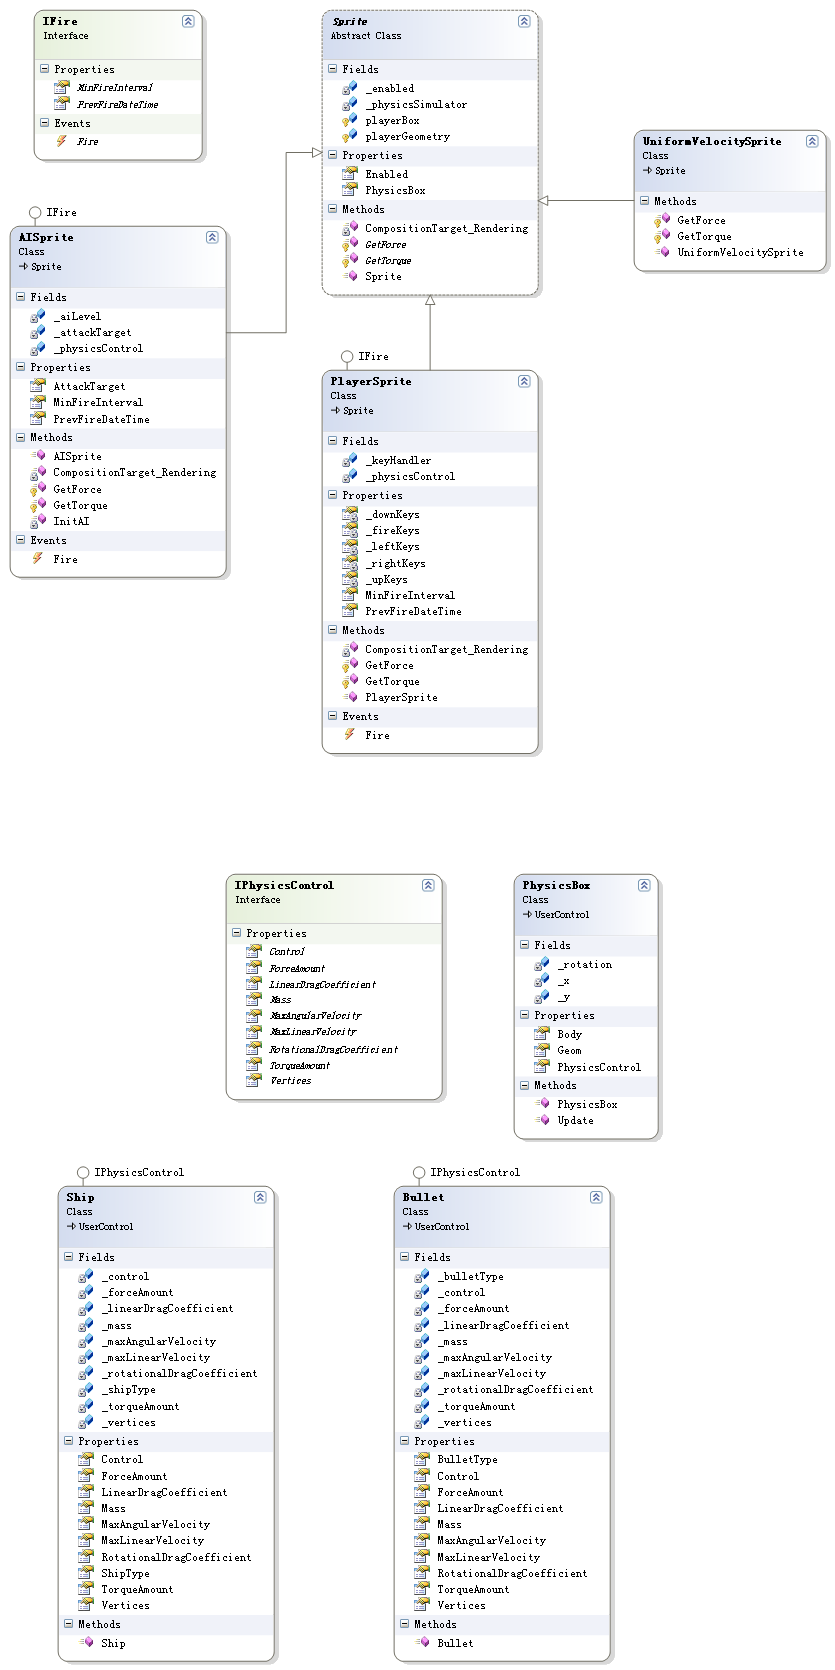 IFire
Interface
Properties
MinFireInterval
PrevFireDateTime
Events
Fire
Sprite
Abstract Class
Fields
_enabled
_physicsSimulator
playerBox
playerGeometry
Properties
Enabled
PhysicsBox
Methods
CompositionTarget_Rendering
GetForce
GetTorque
Sprite
UniformVelocitySprite
Class
Sprite
Methods
GetForce
GetTorque
UniformVelocitySprite
IFire
AISprite
Class
Sprite
Fields
_aiLevel
_attackTarget
_physicsControl
Properties
AttackTarget
MinFireInterval
PrevFireDateTime
Methods
AISprite
CompositionTarget_Rendering
GetForce
GetTorque
InitAI
Events
Fire
IFire
PlayerSprite
Class
Sprite
Fields
_keyHandler
_physicsControl
Properties
_downKeys
_fireKeys
_leftKeys
_rightKeys
_upKeys
MinFireInterval
PrevFireDateTime
Methods
CompositionTarget_Rendering
GetForce
GetTorque
PlayerSprite
Events
Fire
IPhysicsControl
Interface
Properties
Control
ForceAmount
LinearDragCoefficient
Mass
MaxAngularVelocity
MaxLinearVelocity
RotationalDragCoefficient
TorqueAmount
Vertices
PhysicsBox
Class
UserControl
Fields
_rotation
_x
_y
Properties
Body
Geom
PhysicsControl
Methods
PhysicsBox
Update
IPhysicsControl
Ship
Class
UserControl
Fields
_control
_forceAmount
_linearDragCoefficient
_mass
_maxAngularVelocity
_maxLinearVelocity
_rotationalDragCoefficient
_shipType
_torqueAmount
_vertices
Properties
Control
ForceAmount
LinearDragCoefficient
Mass
MaxAngularVelocity
MaxLinearVelocity
RotationalDragCoefficient
ShipType
TorqueAmount
Vertices
Methods
Ship
IPhysicsControl
Bullet
Class
UserControl
Fields
_bulletType
_control
_forceAmount
_linearDragCoefficient
_mass
_maxAngularVelocity
_maxLinearVelocity
_rotationalDragCoefficient
_torqueAmount
_vertices
Properties
BulletType
Control
ForceAmount
LinearDragCoefficient
Mass
MaxAngularVelocity
MaxLinearVelocity
RotationalDragCoefficient
TorqueAmount
Vertices
Methods
Bullet